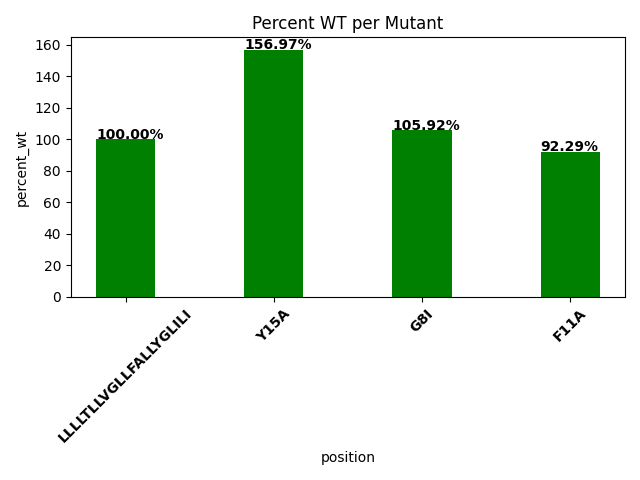 Percent WT per Mutant
percent_wt
160
140
120
100
80
60
40
20
0
100.00%
156.97%
105.92%
92.29%
LLLLTLLVGLLFALLYGLILI
Y15A
G8I
F11A
position